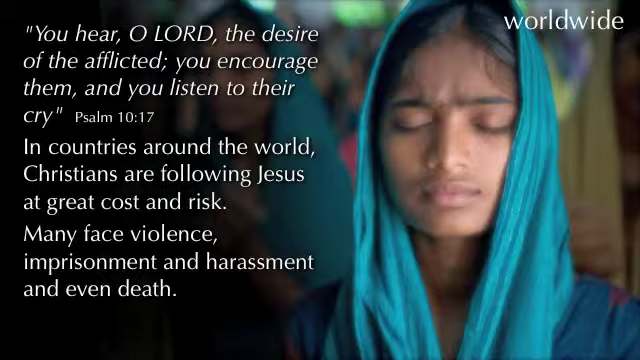 worldwide
"You hear, O LORD, the desire
of the afflicted; you encourage
them, and you listen to their
cry" Psalm 10:17
In countries around the world,
Christians are following Jesus
at great cost and risk.
Many face violence,
imprisonment and harassment
and even death.